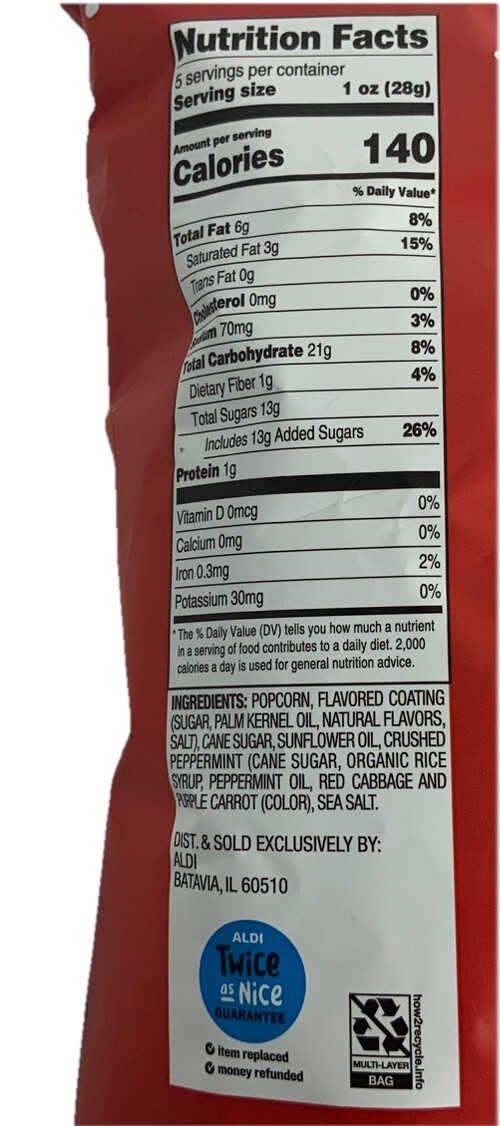 Nutrition Facts
5 servings per container
Serving size 1 oz (28g)
Amount per serving
Calories 140
% Daily Value*
Total Fat 6g 8%
Saturated Fat 3g 15%
Trans Fat 0g
Cholesterol 0mg 0%
Sodium 70mg 3%
Total Carbohydrate 21g 8%
Dietary Fiber 1g 4%
Total Sugars 13g
Includes 13g Added Sugars 26%
Protein 1g
Vitamin D 0mcg 0%
Calcium 0mg 0%
Iron 0.3mg 2%
Potassium 30mg 0%
* The % Daily Value (DV) tells you how much a nutrient
in a serving of food contributes to a daily diet. 2,000
calories a day is used for general nutrition advice.
INGREDIENTS: POPCORN, FLAVORED COATING
(SUGAR, PALM KERNEL OIL, NATURAL FLAVORS,
SALT), CANE SUGAR, SUNFLOWER OIL, CRUSHED
PEPPERMINT (CANE SUGAR, ORGANIC RICE
SYRUP, PEPPERMINT OIL, RED CABBAGE AND
PURPLE CARROT (COLOR), SEA SALT.
DIST. & SOLD EXCLUSIVELY BY:
ALDI
BATAVIA, IL 60510
ALDI
Twice
as Nice
GUARANTEE
item replaced
money refunded
how2recycle.info
MULTI-LAYER
BAG